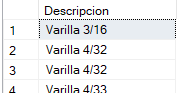 Descripcion
1 Varilla 3/16
2 Varilla 4/32
3 Varilla 4/32
4 Varilla 4/33